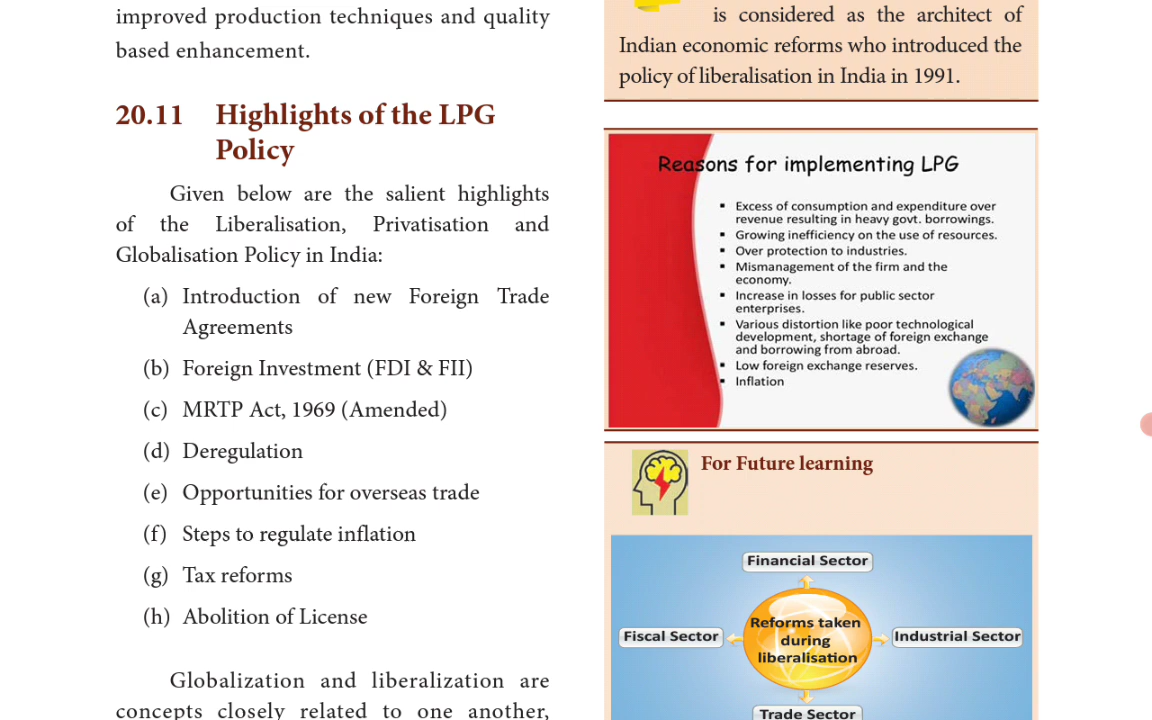 improved production techniques and quality
based enhancement.
20.11 Highlights of the LPG
Policy
Given below are the salient highlights
of the Liberalisation, Privatisation and
Globalisation Policy in India:
(a) Introduction of new Foreign Trade
Agreements
(b) Foreign Investment (FDI & FII)
(c) MRTP Act, 1969 (Amended)
(d) Deregulation
(e) Opportunities for overseas trade
(f) Steps to regulate inflation
(g) Tax reforms
(h) Abolition of License
Globalization and liberalization are
concepts closely related to one another,
is considered as the architect of
Indian economic reforms who introduced the
policy of liberalisation in India in 1991.
Reasons for implementing LPG
▪ Excess of consumption and expenditure over
revenue resulting in heavy govt. borrowings.
▪ Growing inefficiency on the use of resources.
▪ Over protection to industries.
▪ Mismanagement of the firm and the
economy.
▪ Increase in losses for public sector
enterprises.
▪ Various distortion like poor technological
development, shortage of foreign exchange
and borrowing from abroad.
▪ Low foreign exchange reserves.
▪ Inflation
For Future learning
Financial Sector
Fiscal Sector
Reforms taken
during
liberalisation
Industrial Sector
Trade Sector